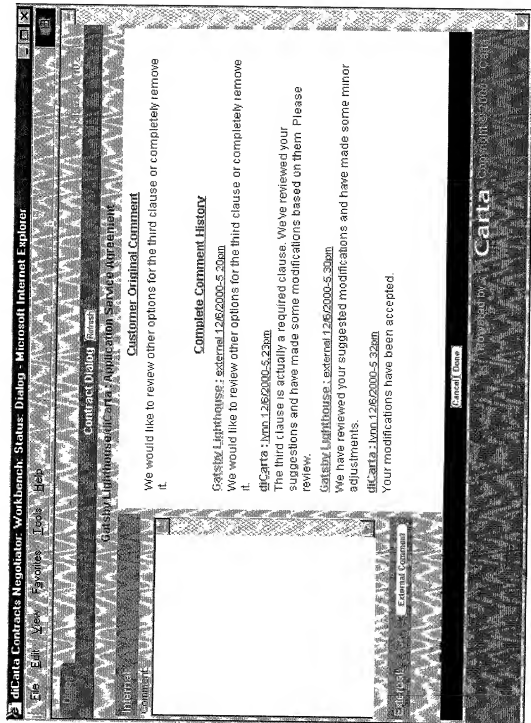 diCarta Contracts Negotiator: Workbench: Status: Dialog - Microsoft Internet Explorer
File Edit View Favorites Tools Help
Contract Dialog Refresh
Gatsby Lighthouse/diCarta : Application Service Agreement
Internal
Comment:
External:
External Comment
Customer Original Comment
We would like to review other options for the third clause or completely remove
it.
Complete Comment History
Gatsby Lighthouse : external 12/6/2000-5.20pm
We would like to review other options for the third clause or completely remove
it.
diCarta : lynn 12/6/2000-5.23pm
The third clause is actually a required clause. We've reviewed your
suggestions and have made some modifications based on them Please
review.
Gatsby Lighthouse : external 12/6/2000-5.30pm
We have reviewed your suggested modifications and have made some minor
adjustments.
diCarta : lynn 12/6/2000-5.32pm
Your modifications have been accepted.
Cancel Done
Powered by Carta Copyright © 2000